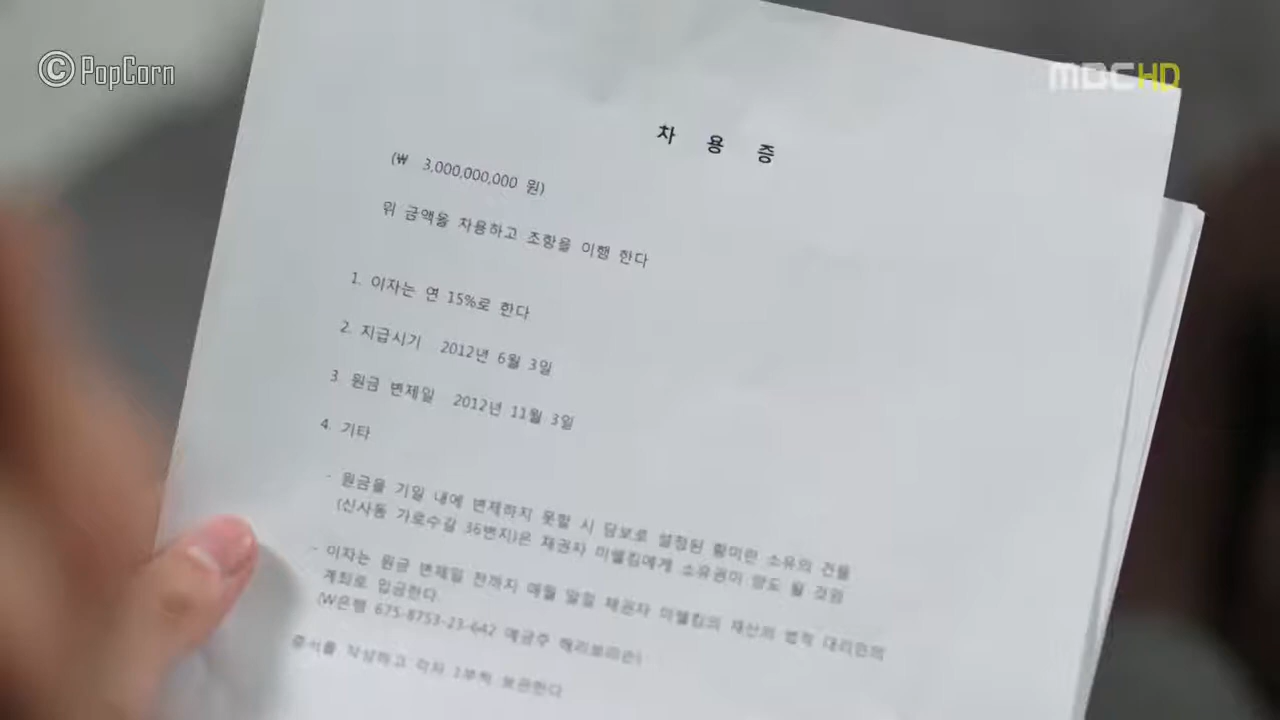 © PopCorn
MBC HD
차 용 증
(₩ 3,000,000,000 원)
위 금액을 차용하고 조항을 이행 한다
1. 이자는 연 15%로 한다
2. 지급시기 2012년 6월 3일
3. 원금 변제일 2012년 11월 3일
4. 기타
- 원금을 기일 내에 변제하지 못할 시 담보로 설정된 황미란 소유의 건물
(신사동 가로수길 36번지)은 채권자 미쉘킴에게 소유권이 양도 될 것임
- 이자는 원금 변제일 전까지 매월 말일 채권자 미쉘킴의 재산의 법적 대리인의
계좌로 입금한다.
(W은행 675-8753-23-642 예금주 해리보리슨)
증서를 작성하고 각자 1부씩 보관한다